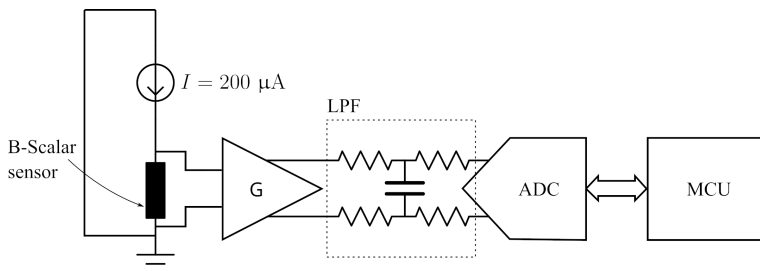 I = 200 μA
LPF
B-Scalar
sensor
G
ADC
MCU